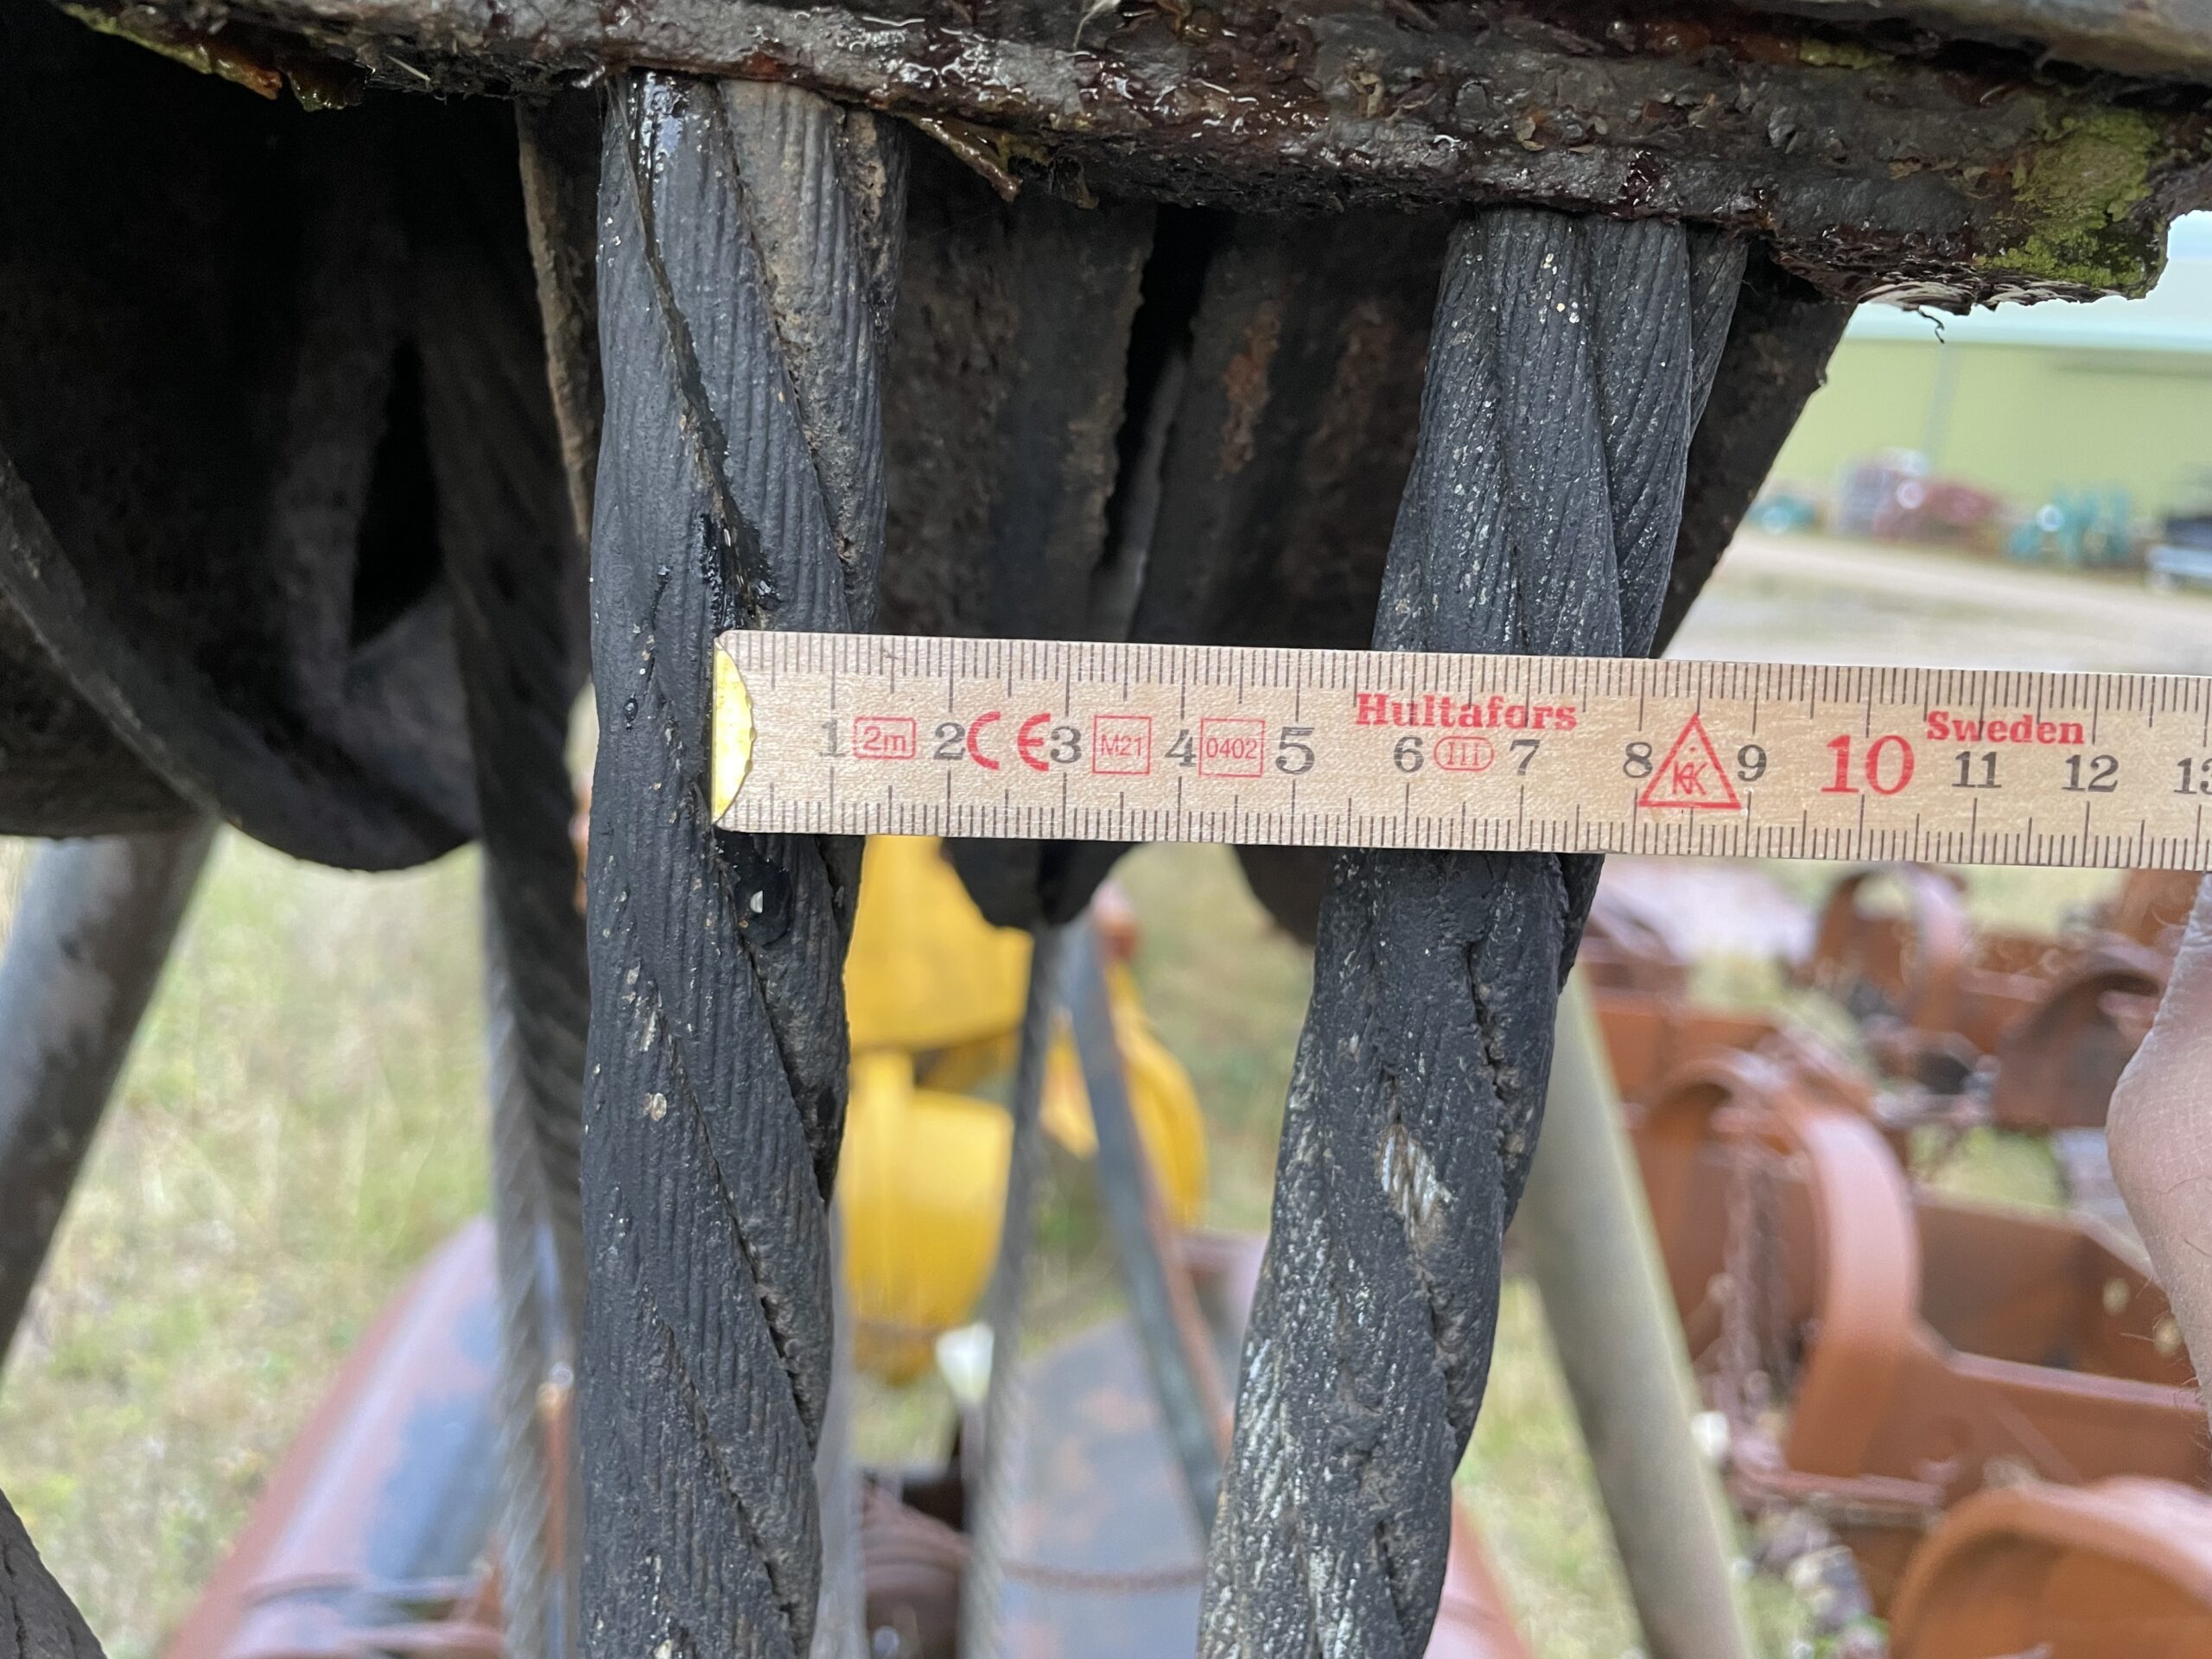 Hultafors Sweden
1 2m 2 CE 3 M21 4 0402 5 6 III 7 8 KK 9 10 11 12 13